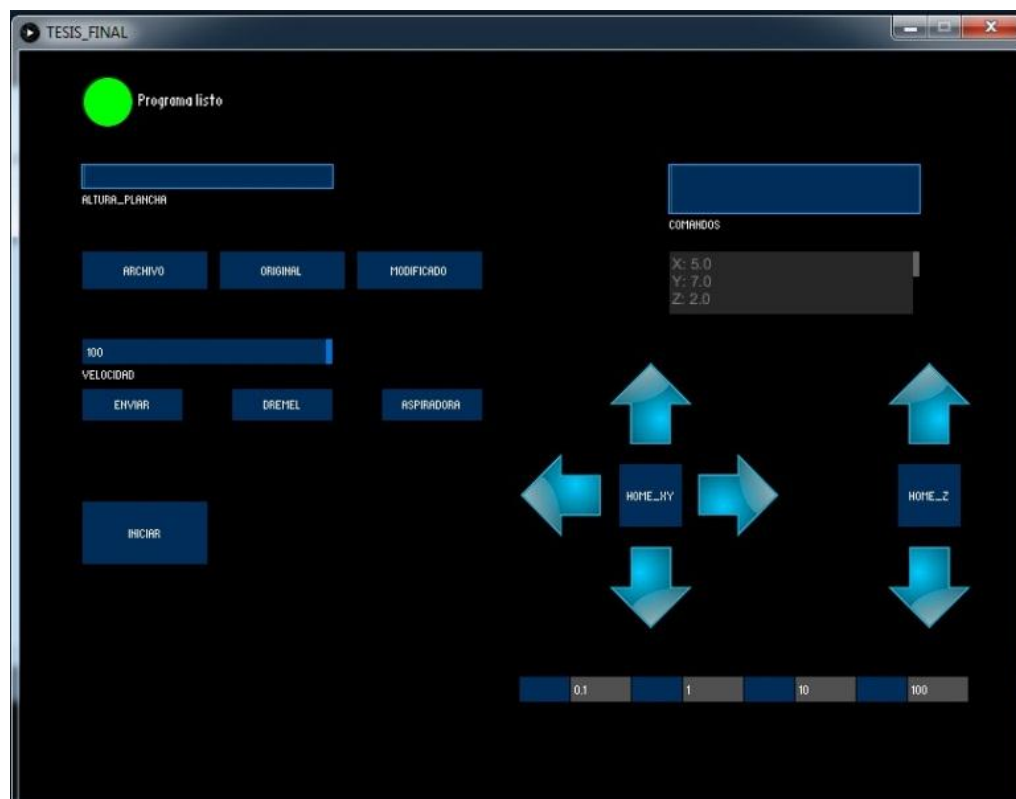 TESIS_FINAL
Programa listo
ALTURA_PLANCHA
COMANDOS
ARCHIVO
ORIGINAL
MODIFICADO
X: 5.0
Y: 7.0
Z: 2.0
100
VELOCIDAD
ENVIAR
DREMEL
ASPIRADORA
INICIAR
HOME_XY
HOME_Z
0.1
1
10
100